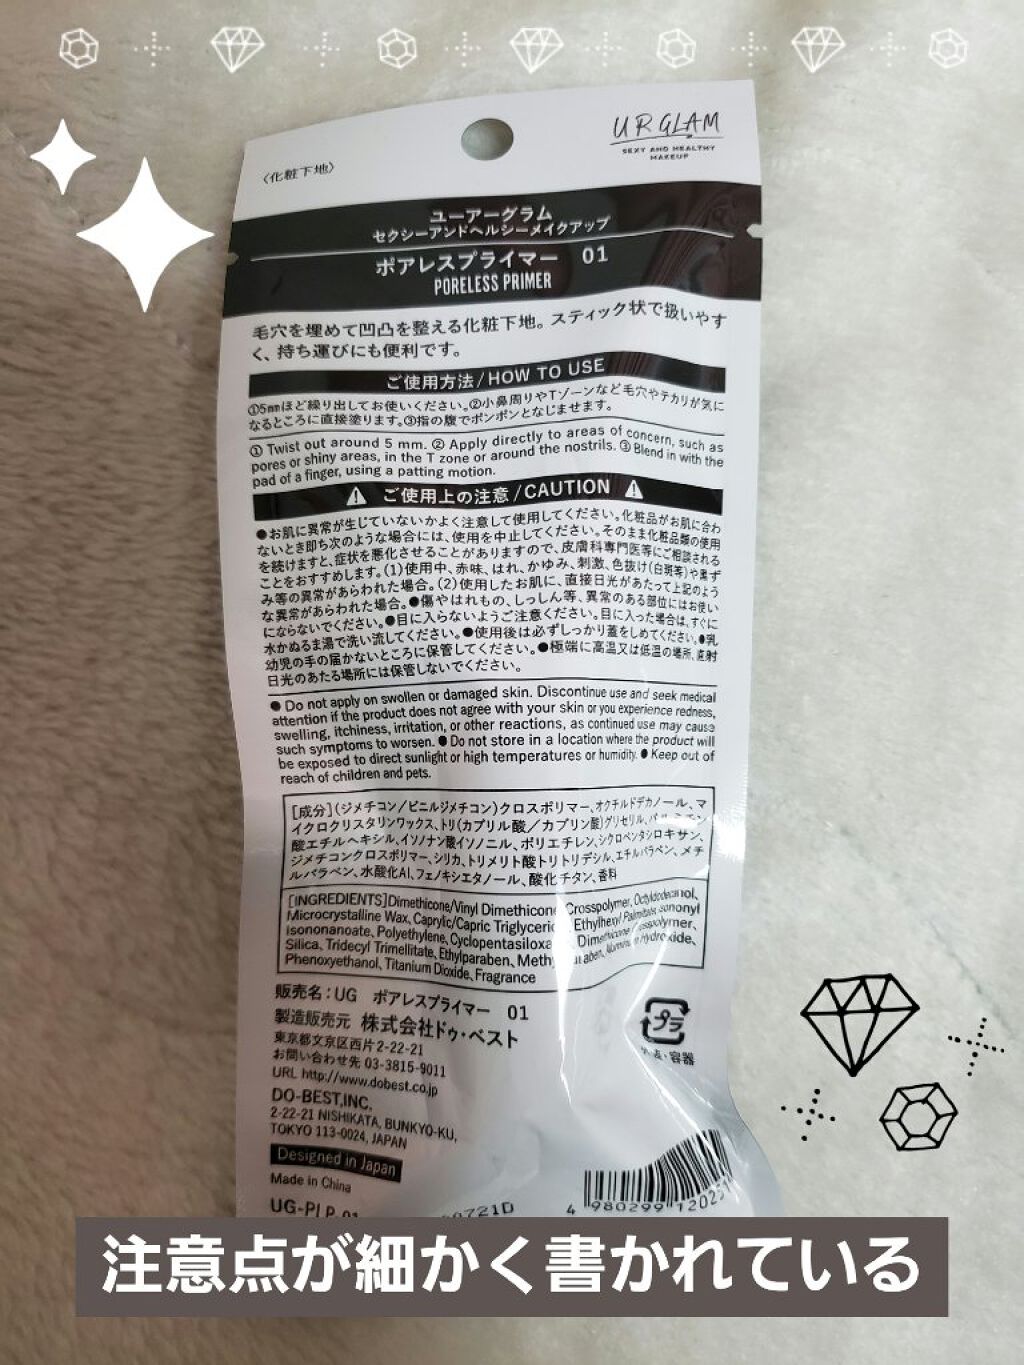 URGLAM
SEXY AND HEALTHY
MAKEUP
〈化粧下地〉
ユーアーグラム
セクシーアンドヘルシーメイクアップ
ポアレスプライマー 01
PORELESS PRIMER
毛穴を埋めて凹凸を整える化粧下地。スティック状で扱いやす
く、持ち運びにも便利です。
ご使用方法/HOW TO USE
①5mmほど繰り出してお使いください。②小鼻周りやTゾーンなど毛穴やテカリが気に
なるところに直接塗ります。③指の腹でポンポンとなじませます。
① Twist out around 5 mm. ② Apply directly to areas of concern, such as
pores or shiny areas, in the T zone or around the nostrils. ③ Blend in with the
pad of a finger, using a patting motion.
ご使用上の注意/CAUTION
●お肌に異常が生じていないかよく注意して使用してください。化粧品がお肌に合わ
ないとき即ち次のような場合には、使用を中止してください。そのまま化粧品類の使用
を続けますと、症状を悪化させることがありますので、皮膚科専門医等にご相談される
ことをおすすめします。(1)使用中、赤味、はれ、かゆみ、刺激、色抜け(白斑等)や黒ず
み等の異常があらわれた場合。(2)使用したお肌に、直接日光があたって上記のよう
な異常があらわれた場合。●傷やはれもの、しっしん等、異常のある部位にはお使い
にならないでください。●目に入らないようご注意ください。目に入った場合は、すぐに
水かぬるま湯で洗い流してください。●使用後は必ずしっかり蓋をしめてください。●乳
幼児の手の届かないところに保管してください。●極端に高温又は低温の場所、直射
日光のあたる場所には保管しないでください。
● Do not apply on swollen or damaged skin. Discontinue use and seek medical
attention if the product does not agree with your skin or you experience redness,
swelling, itchiness, irritation, or other reactions, as continued use may cause
such symptoms to worsen. ● Do not store in a location where the product will
be exposed to direct sunlight or high temperatures or humidity. ● Keep out of
reach of children and pets.
[成分](ジメチコン/ビニルジメチコン)クロスポリマー、オクチルドデカノール、マ
イクロクリスタリンワックス、トリ(カプリル酸/カプリン酸)グリセリル、パルミチン
酸エチルヘキシル、イソノナン酸イソノニル、ポリエチレン、シクロペンタシロキサン、
ジメチコンクロスポリマー、シリカ、トリメリト酸トリトリデシル、エチルパラベン、メチ
ルパラベン、水酸化Al、フェノキシエタノール、酸化チタン、香料
[INGREDIENTS]Dimethicone/Vinyl Dimethicone Crosspolymer, Octyldodecanol,
Microcrystalline Wax, Caprylic/Capric Triglyceride, Ethylhexyl Palmitate,
isononanoate, Polyethylene, Cyclopentasiloxa Dimethicone Crosspolymer,
Silica, Tridecyl Trimellitate, Ethylparaben, Aluminum Hydroxide,
Phenoxyethanol, Titanium Dioxide, Fragrance
販売名:UG ポアレスプライマー 01
製造販売元 株式会社ドゥ・ベスト
東京都文京区西片2-22-21
お問い合わせ先 03-3815-9011
URL http://www.dobest.co.jp
DO-BEST,INC.
2-22-21 NISHIKATA, BUNKYO-KU,
TOKYO 113-0024, JAPAN
Designed in Japan
Made in China
プラ
・容器
4 980299 12025
注意点が細かく書かれている